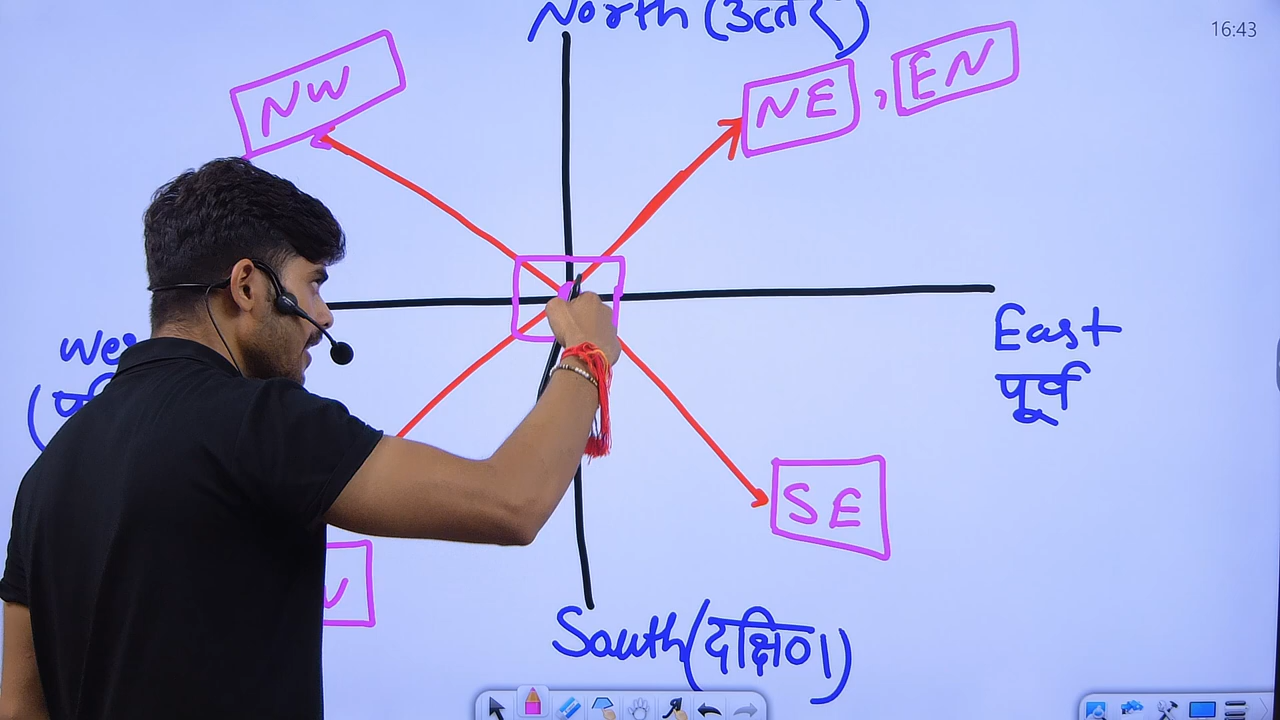 North (उत्तर)
16:43
NW
NE, EN
East
पूर्व
SE
South (दक्षिण)